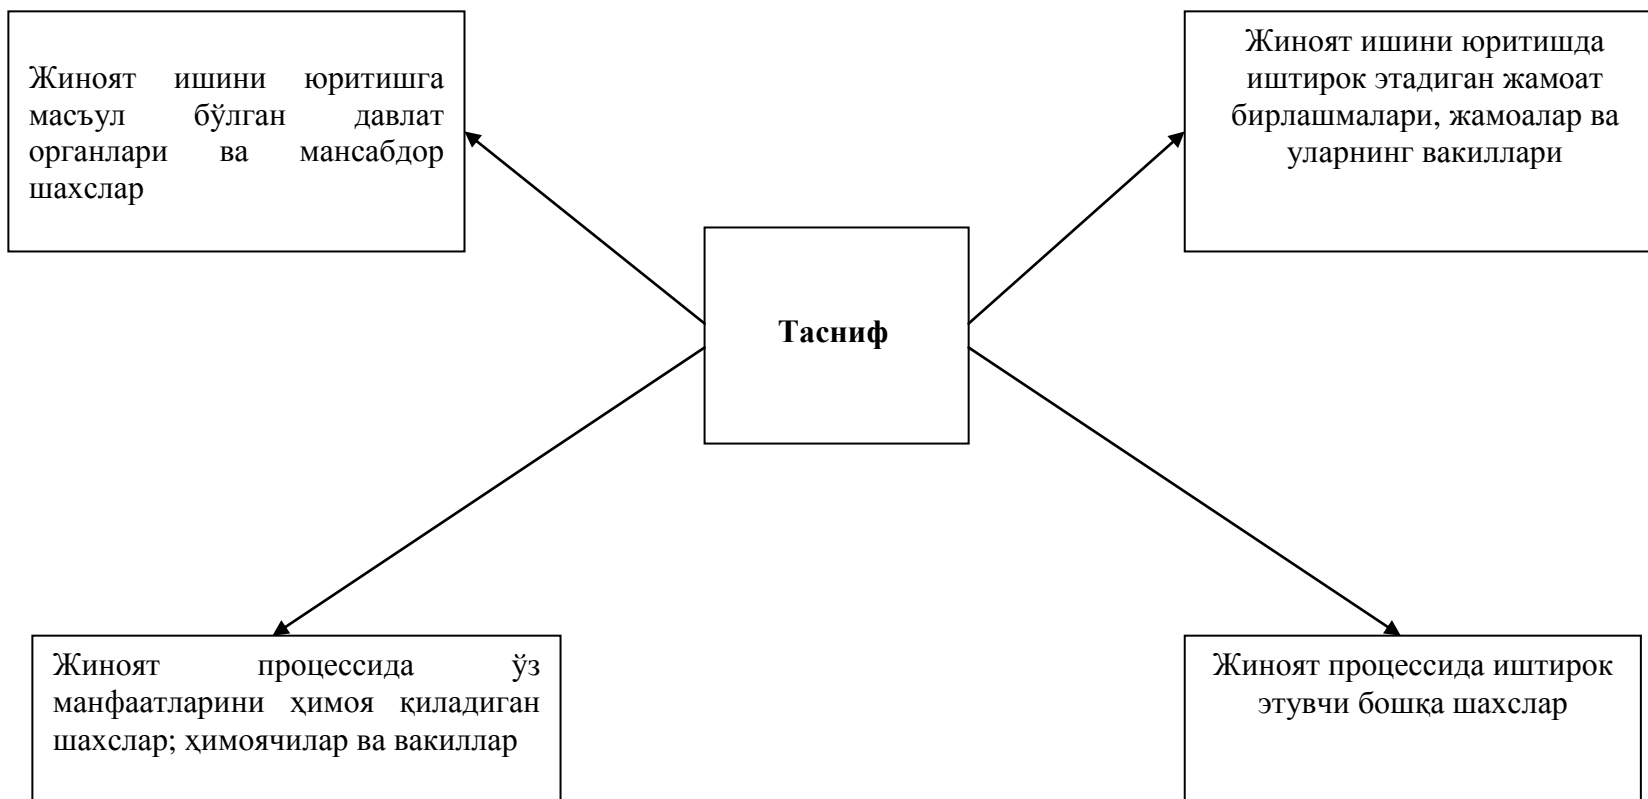 Жиноят ишини юритишга
масъул бўлган давлат
органлари ва мансабдор
шахслар
Жиноят ишини юритишда
иштирок этадиган жамоат
бирлашмалари, жамоалар ва
уларнинг вакиллари
Тасниф
Жиноят процессида ўз
манфаатларини ҳимоя қиладиган
шахслар; ҳимоячилар ва вакиллар
Жиноят процессида иштирок
этувчи бошқа шахслар